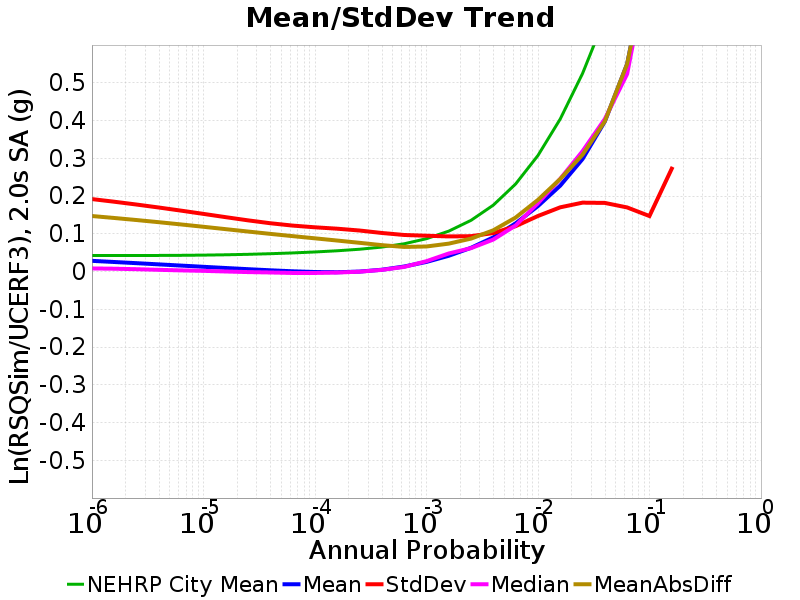 Mean/StdDev Trend
Ln(RSQSim/UCERF3), 2.0s SA (g)
0.5
0.4
0.3
0.2
0.1
0
-0.1
-0.2
-0.3
-0.4
-0.5
10-6 10-5 10-4 10-3 10-2 10-1 100
Annual Probability
NEHRP City Mean Mean StdDev Median MeanAbsDiff